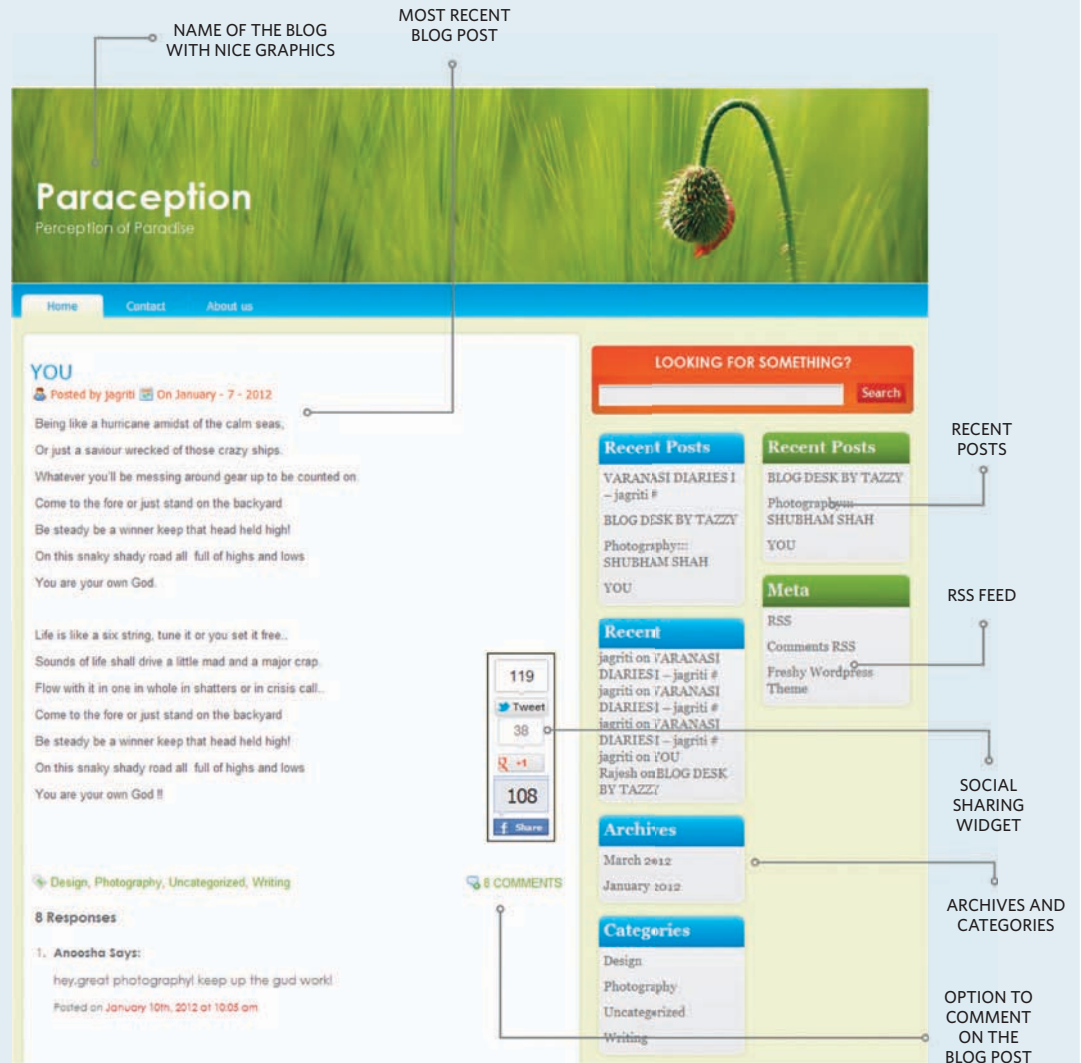 NAME OF THE BLOG
WITH NICE GRAPHICS
MOST RECENT
BLOG POST
Paraception
Perception of Paradise
Home
Contact
About us
YOU
Posted by jagriti On January - 7 - 2012
Being like a hurricane amidst of the calm seas,
Or just a saviour wrecked of those crazy ships.
Whatever you'll be messing around gear up to be counted on
Come to the fore or just stand on the backyard
Be steady be a winner keep that head held high!
On this snaky shady road all full of highs and lows
You are your own God.
Life is like a six string, tune it or you set it free..
Sounds of life shall drive a little mad and a major crap.
Flow with it in one in whole in shatters or in crisis call..
Come to the fore or just stand on the backyard
Be steady be a winner keep that head held high!
On this snaky shady road all full of highs and lows
You are your own God !!
119
Tweet
38
+1
108
f Share
Design, Photography, Uncategorized, Writing
8 COMMENTS
8 Responses
1. Anoosha Says:
hey.great photography! keep up the gud work!
Posted on January 10th, 2012 at 10:05 am
LOOKING FOR SOMETHING?
Search
Recent Posts
VARANASI DIARIES I
– jagriti #
BLOG DESK BY TAZZY
Photography:::
SHUBHAM SHAH
YOU
Recent
jagriti on VARANASI
DIARIES I – jagriti #
jagriti on VARANASI
DIARIES I – jagriti #
jagriti on VARANASI
DIARIES I – jagriti #
jagriti on YOU
Rajesh on BLOG DESK
BY TAZZY
Archives
March 2012
January 2012
Categories
Design
Photography
Uncategorized
Writing
Recent Posts
BLOG DESK BY TAZZY
Photography:::
SHUBHAM SHAH
YOU
Meta
RSS
Comments RSS
Freshy Wordpress
Theme
RECENT
POSTS
RSS FEED
SOCIAL
SHARING
WIDGET
ARCHIVES AND
CATEGORIES
OPTION TO
COMMENT
ON THE
BLOG POST